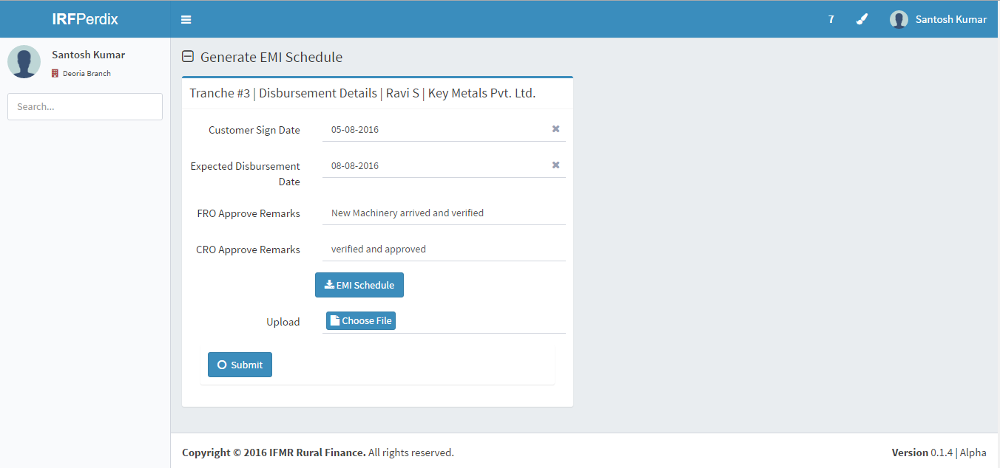 IRFPerdix
7
Santosh Kumar
Santosh Kumar
Deoria Branch
Search...
Generate EMI Schedule
Tranche #3 | Disbursement Details | Ravi S | Key Metals Pvt. Ltd.
Customer Sign Date 05-08-2016
Expected Disbursement Date 08-08-2016
FRO Approve Remarks New Machinery arrived and verified
CRO Approve Remarks verified and approved
EMI Schedule
Upload Choose File
Submit
Copyright © 2016 IFMR Rural Finance. All rights reserved.
Version 0.1.4 | Alpha